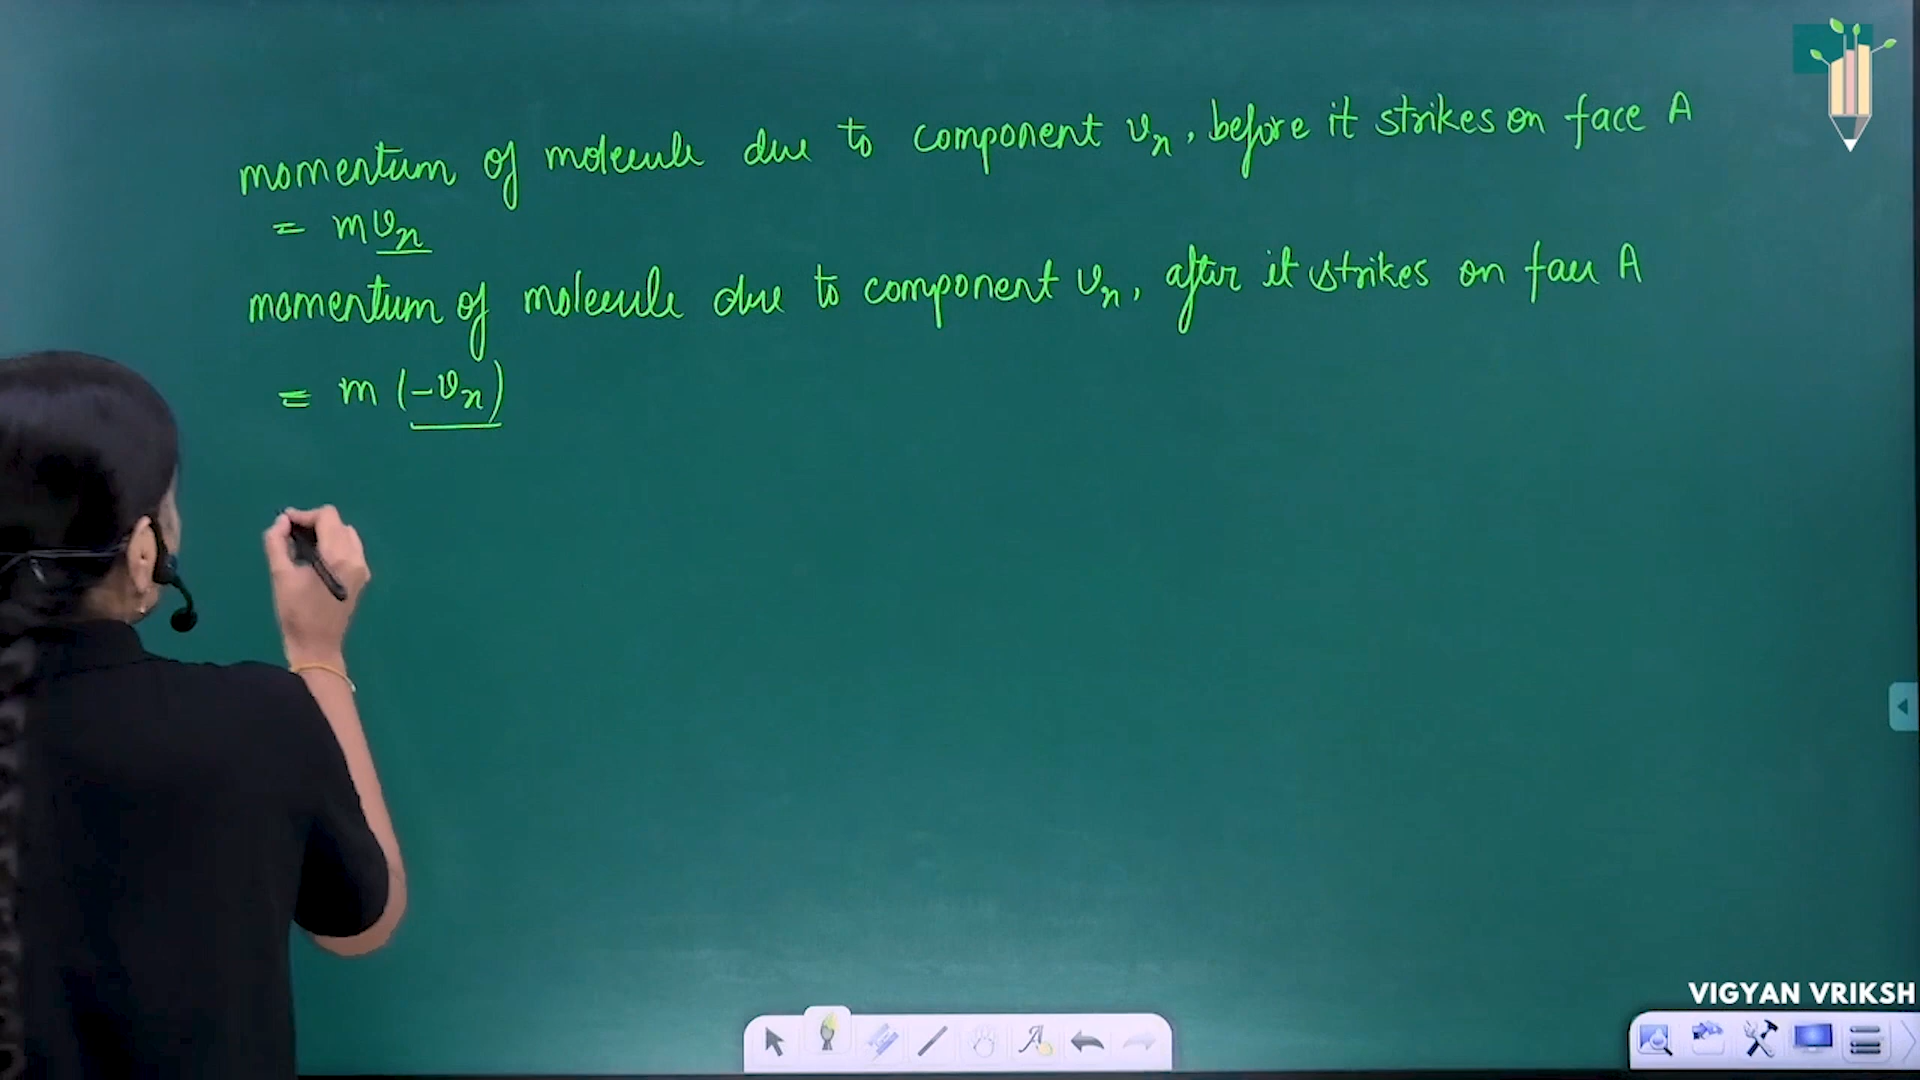 momentum of molecule due to component vₓ, before it strikes on face A
= mvₓ
momentum of molecule due to component vₓ, after it strikes on face A
= m (-vₓ)
VIGYAN VRIKSH